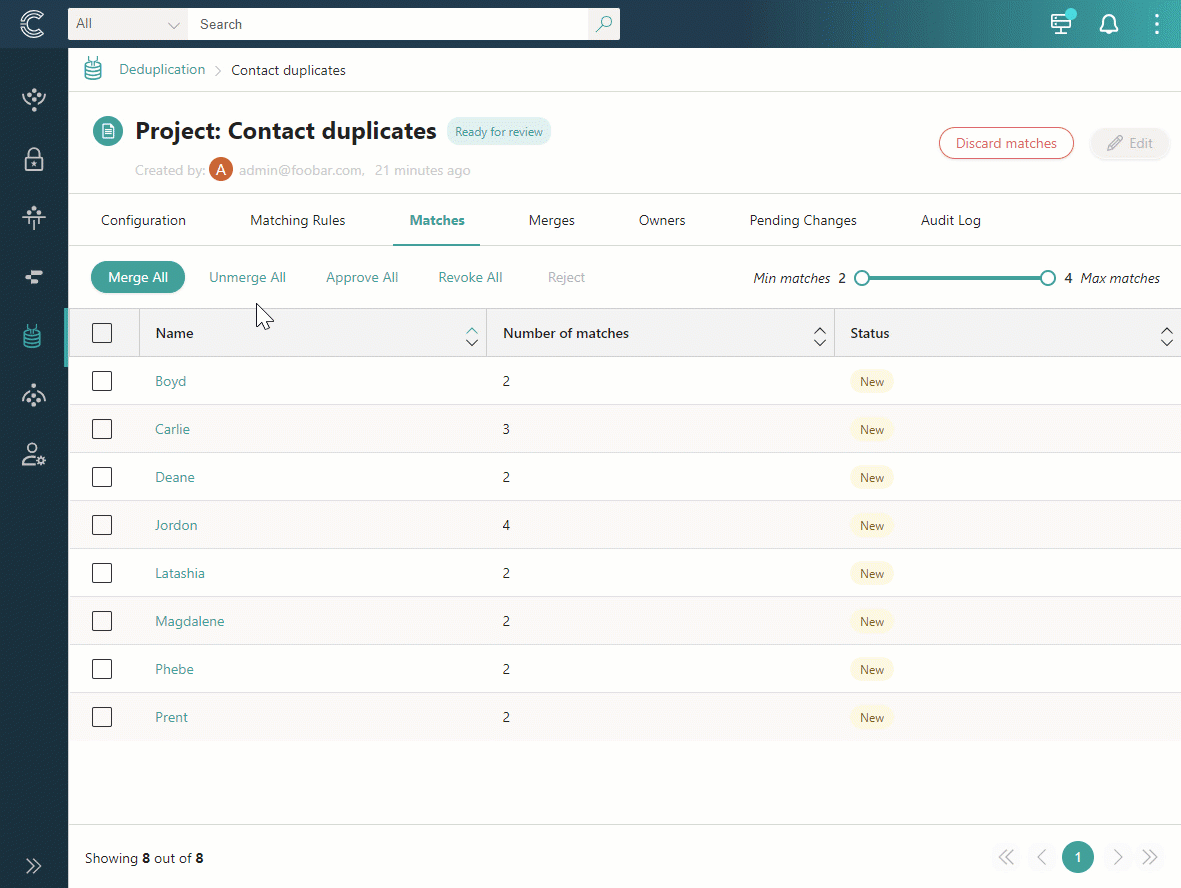 All Search
Deduplication Contact duplicates
Project: Contact duplicates Ready for review
Discard matches Edit
Created by: A admin@foobar.com, 21 minutes ago
Configuration Matching Rules Matches Merges Owners Pending Changes Audit Log
Merge All Unmerge All Approve All Revoke All Reject Min matches 2 4 Max matches
Name Number of matches Status
Boyd 2 New
Carlie 3 New
Deane 2 New
Jordon 4 New
Latashia 2 New
Magdalene 2 New
Phebe 2 New
Prent 2 New
Showing 8 out of 8 1